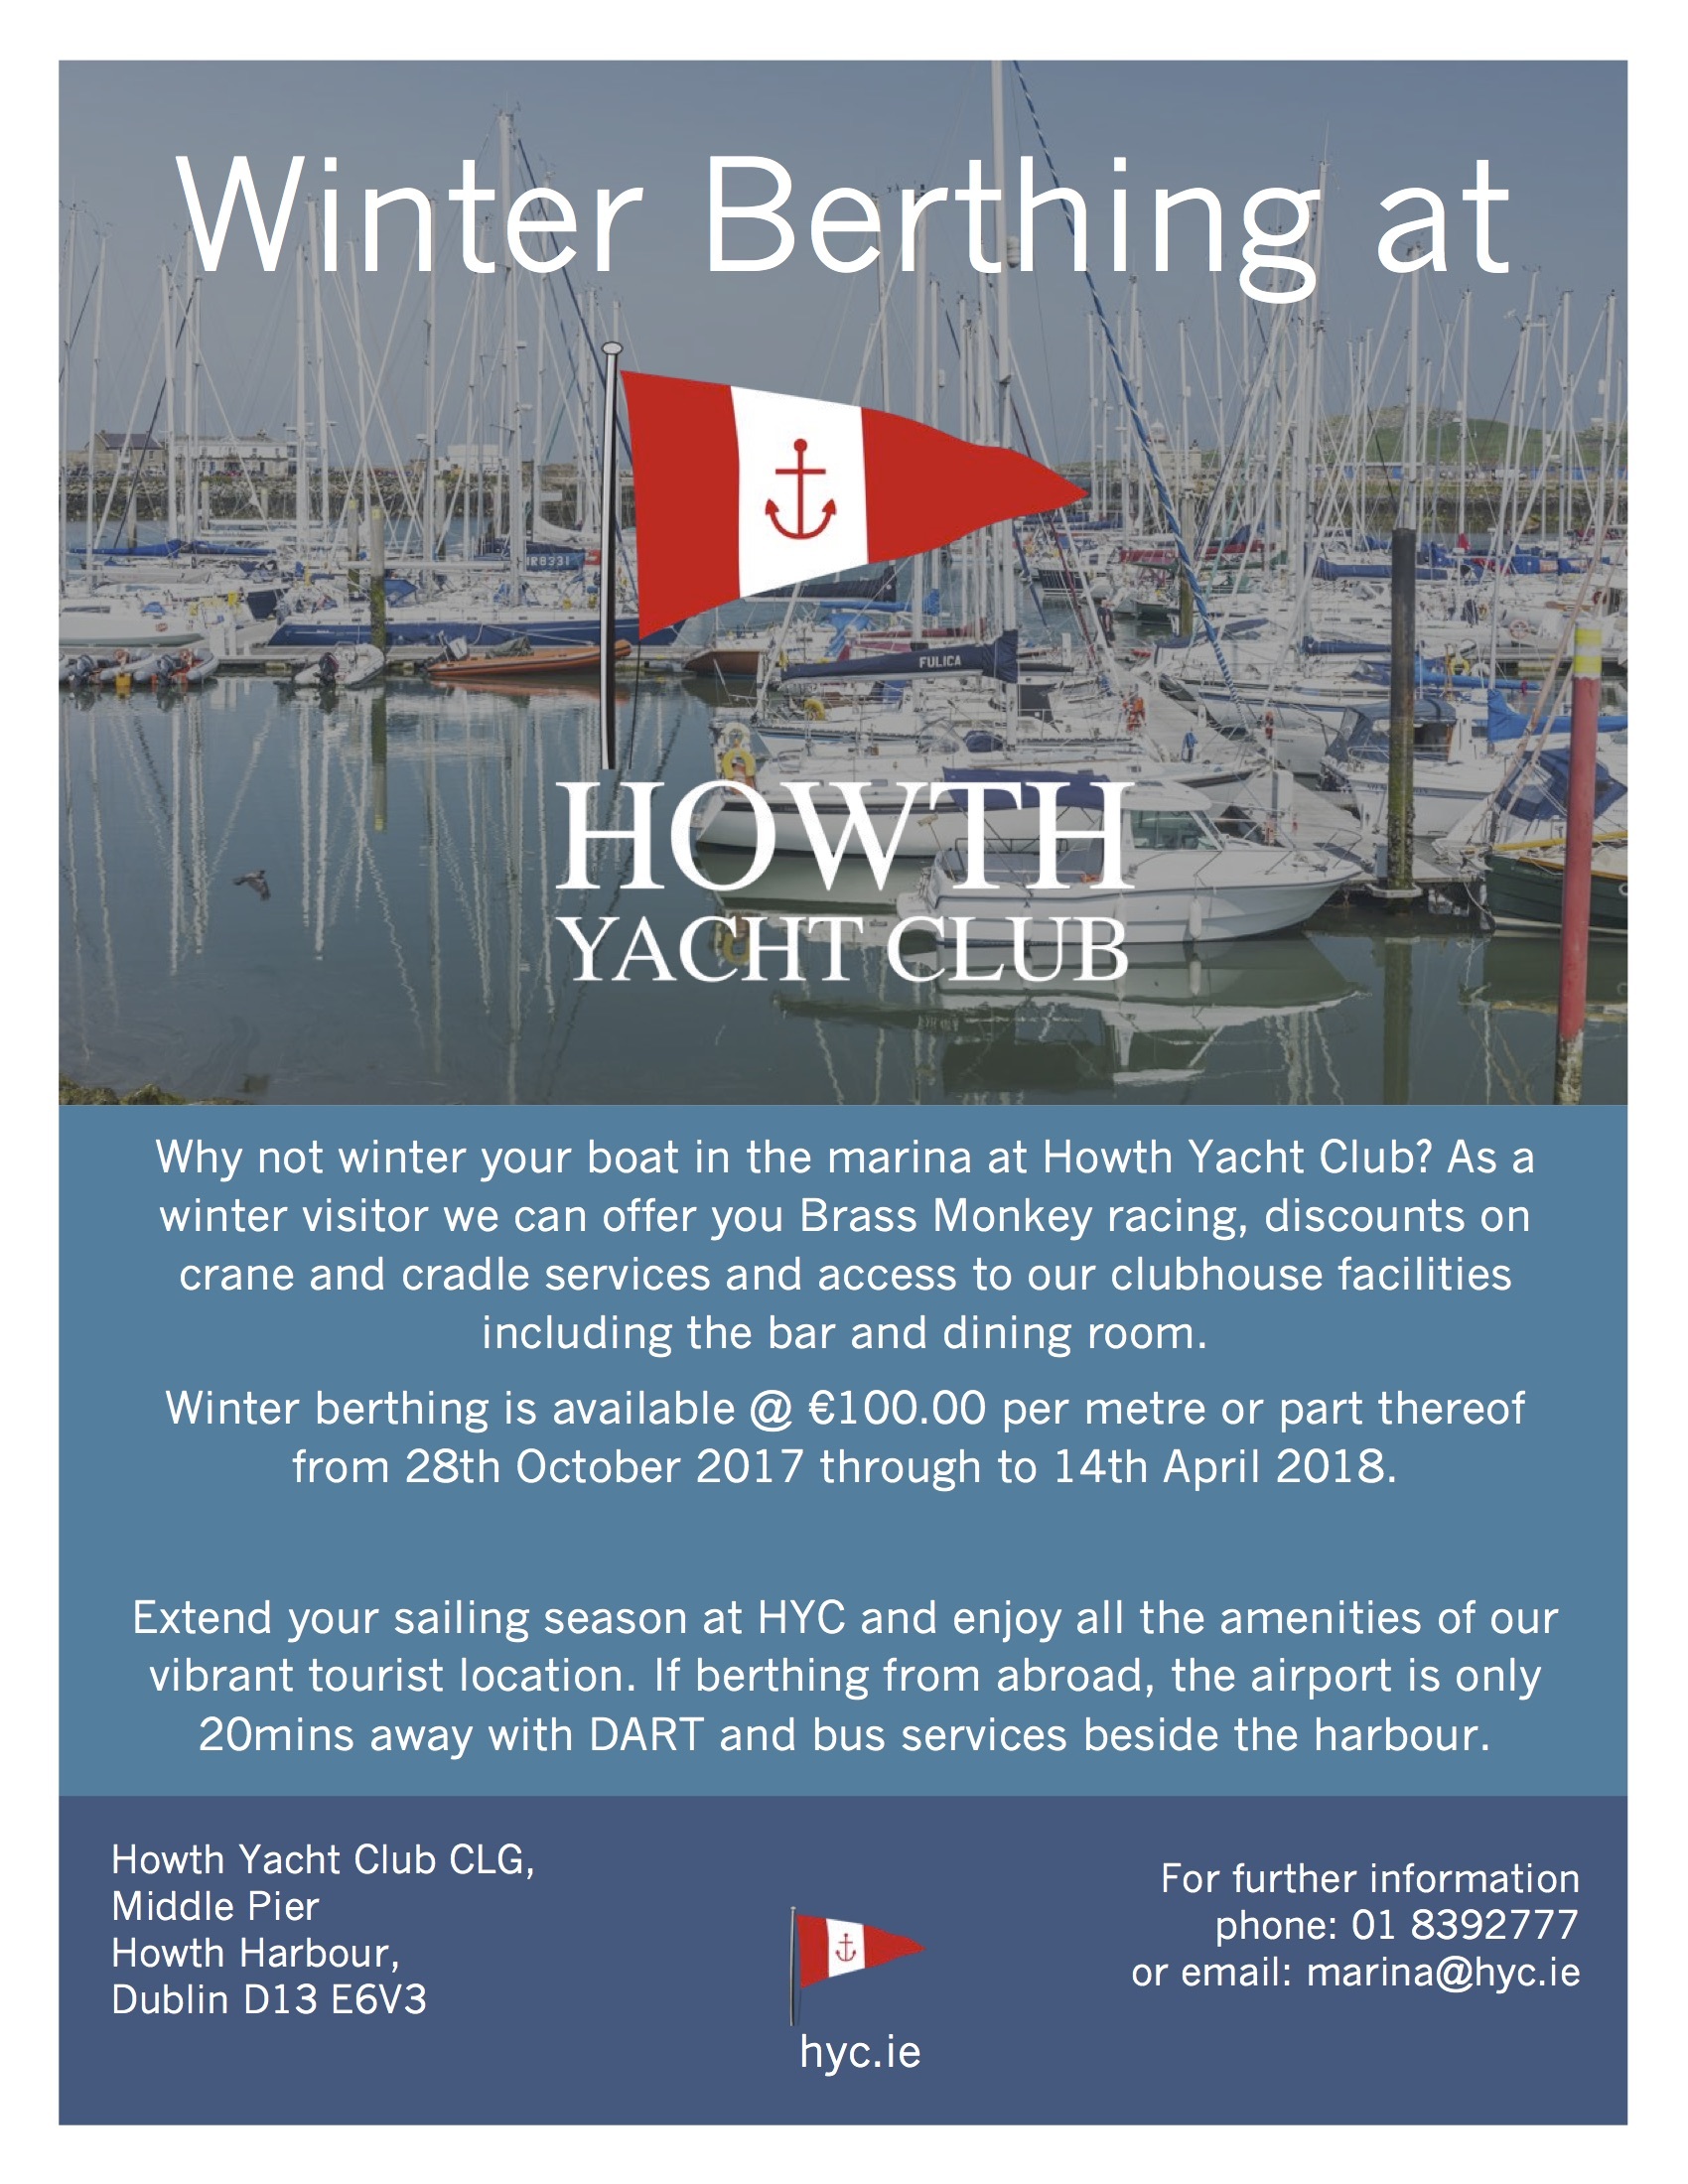 Winter Berthing at
IR8331
FULICA
HOWTH
YACHT CLUB
Why not winter your boat in the marina at Howth Yacht Club? As a
winter visitor we can offer you Brass Monkey racing, discounts on
crane and cradle services and access to our clubhouse facilities
including the bar and dining room.
Winter berthing is available @ €100.00 per metre or part thereof
from 28th October 2017 through to 14th April 2018.
Extend your sailing season at HYC and enjoy all the amenities of our
vibrant tourist location. If berthing from abroad, the airport is only
20mins away with DART and bus services beside the harbour.
Howth Yacht Club CLG,
Middle Pier
Howth Harbour,
Dublin D13 E6V3
hyc.ie
For further information
phone: 01 8392777
or email: marina@hyc.ie